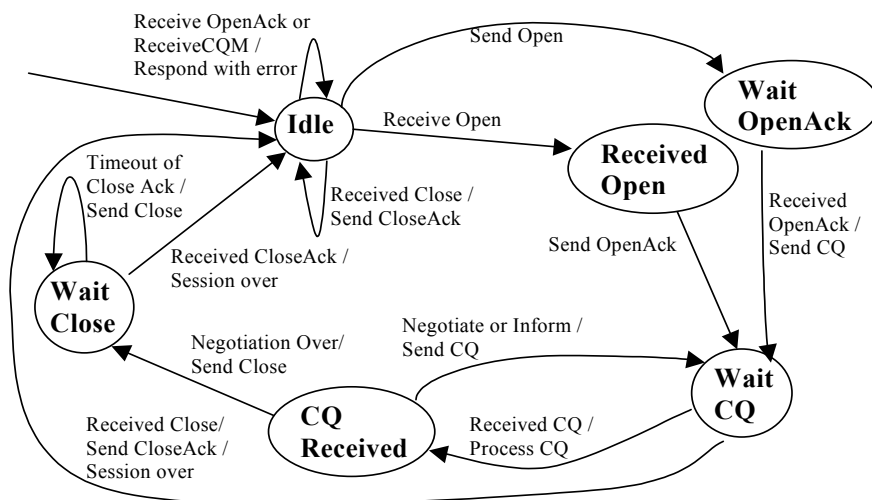 Receive OpenAck or
ReceiveCQM /
Respond with error
Send Open
Idle
Receive Open
Wait
OpenAck
Received
Open
Timeout of
Close Ack /
Send Close
Received Close /
Send CloseAck
Received
OpenAck /
Send CQ
Send OpenAck
Received CloseAck /
Session over
Wait
Close
Negotiation Over/
Send Close
Negotiate or Inform /
Send CQ
Wait
CQ
CQ
Received
Received CQ /
Process CQ
Received Close/
Send CloseAck /
Session over